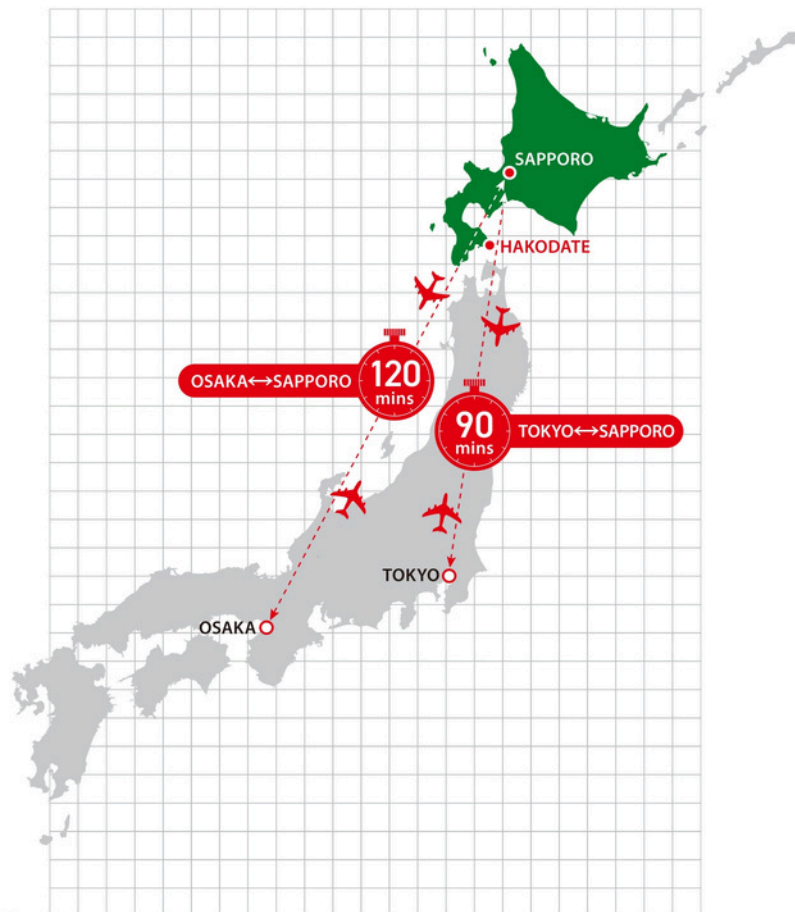 SAPPORO
HAKODATE
OSAKA↔SAPPORO
120
mins
90
mins
TOKYO↔SAPPORO
TOKYO
OSAKA